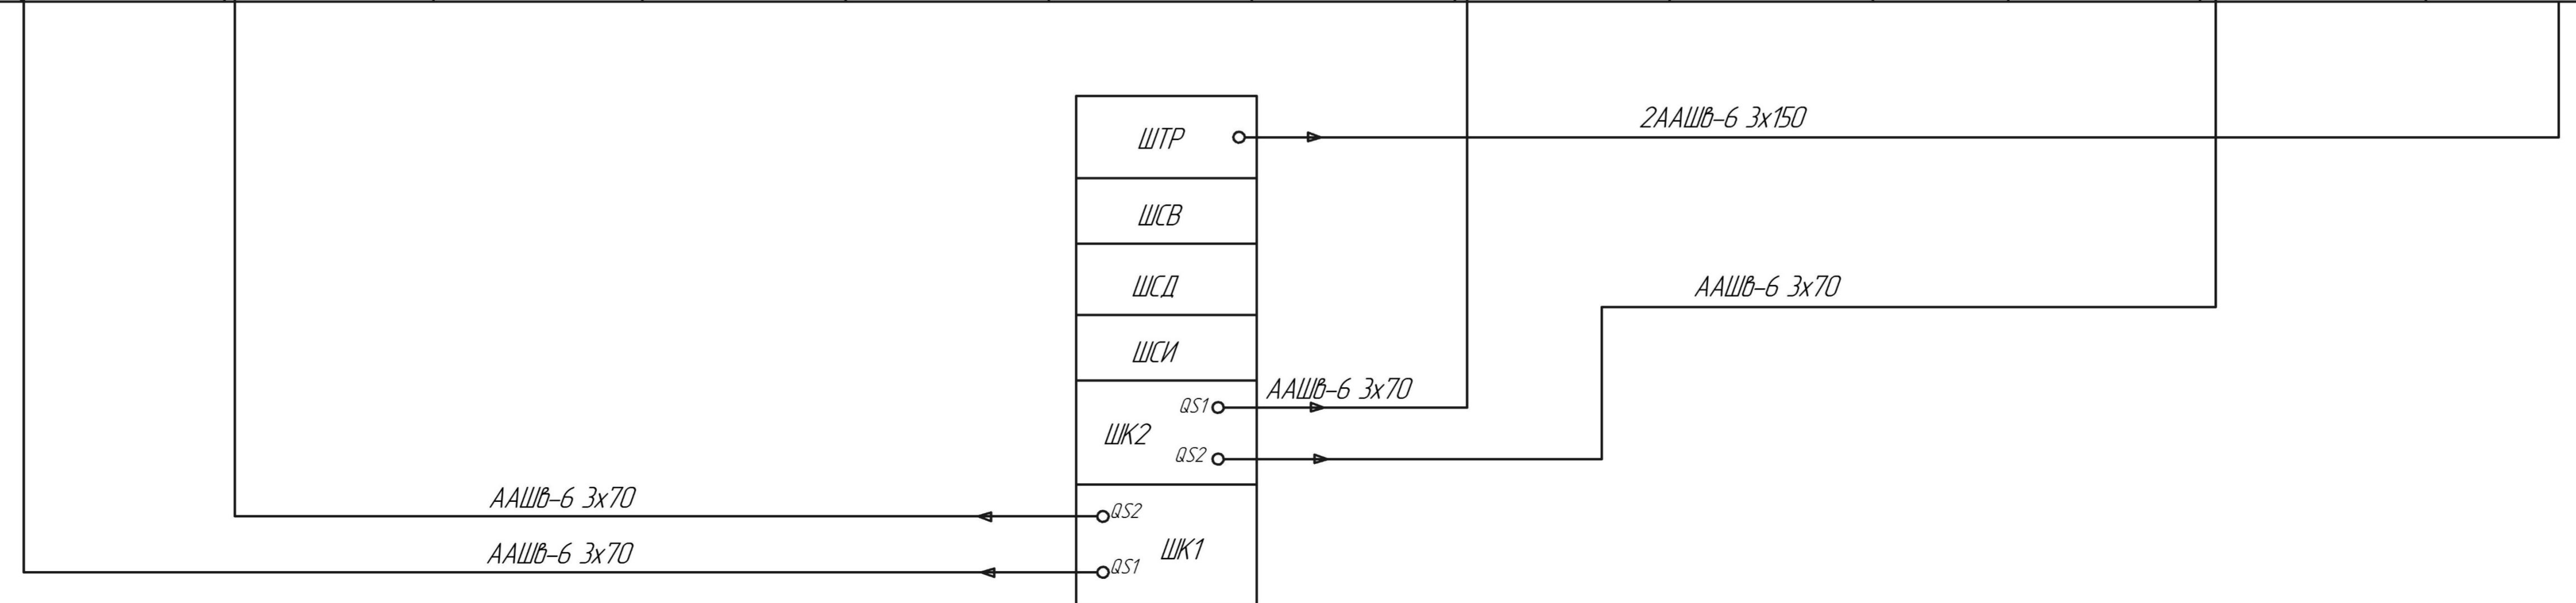 2ААШв-6 3х150
ШТР
ШСВ
ШСД
ААШв-6 3х70
ШСИ
ААШв-6 3х70
QS1
ШК2
QS2
ААШв-6 3х70
QS2
ШК1
ААШв-6 3х70
QS1